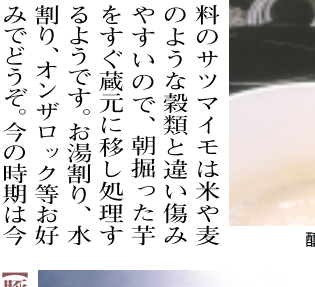 料のサツマイモは米や麦
のような穀類と違い傷み
やすいので、朝掘った芋
をすぐ蔵元に移し処理す
るようです。お湯割り、水
割り、オンザロック等お好
みでどうぞ。今の時期は今